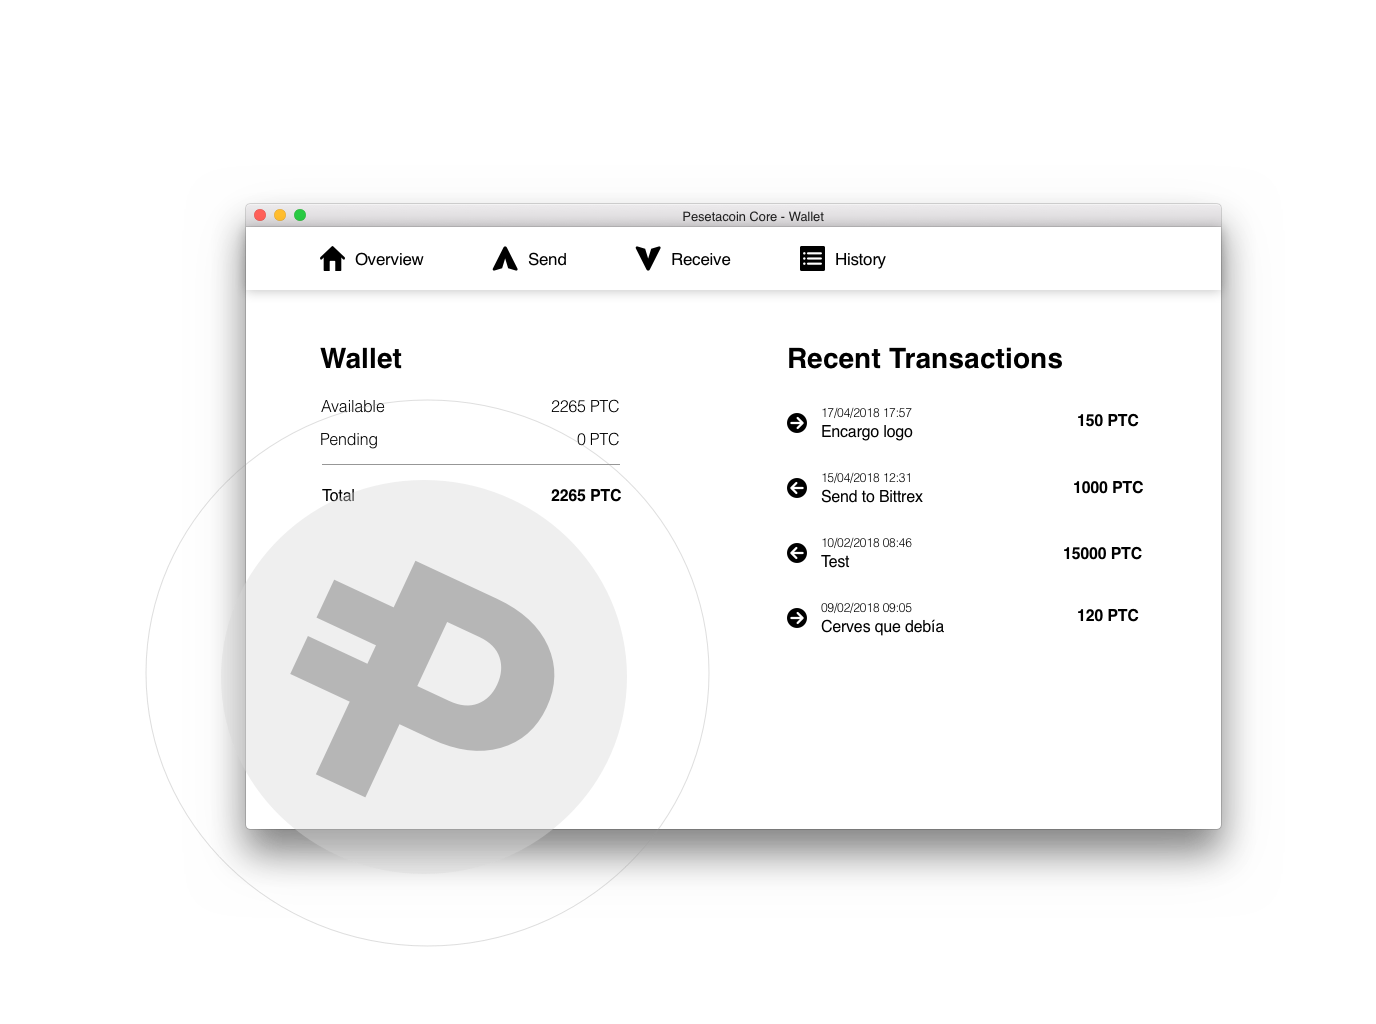 Pesetacoin Core - Wallet
Overview
Send
Receive
History
Wallet
Available 2265 PTC
Pending 0 PTC
Total 2265 PTC
Recent Transactions
17/04/2018 17:57
Encargo logo 150 PTC
15/04/2018 12:31
Send to Bittrex 1000 PTC
10/02/2018 08:46
Test 15000 PTC
09/02/2018 09:05
Cerves que debía 120 PTC